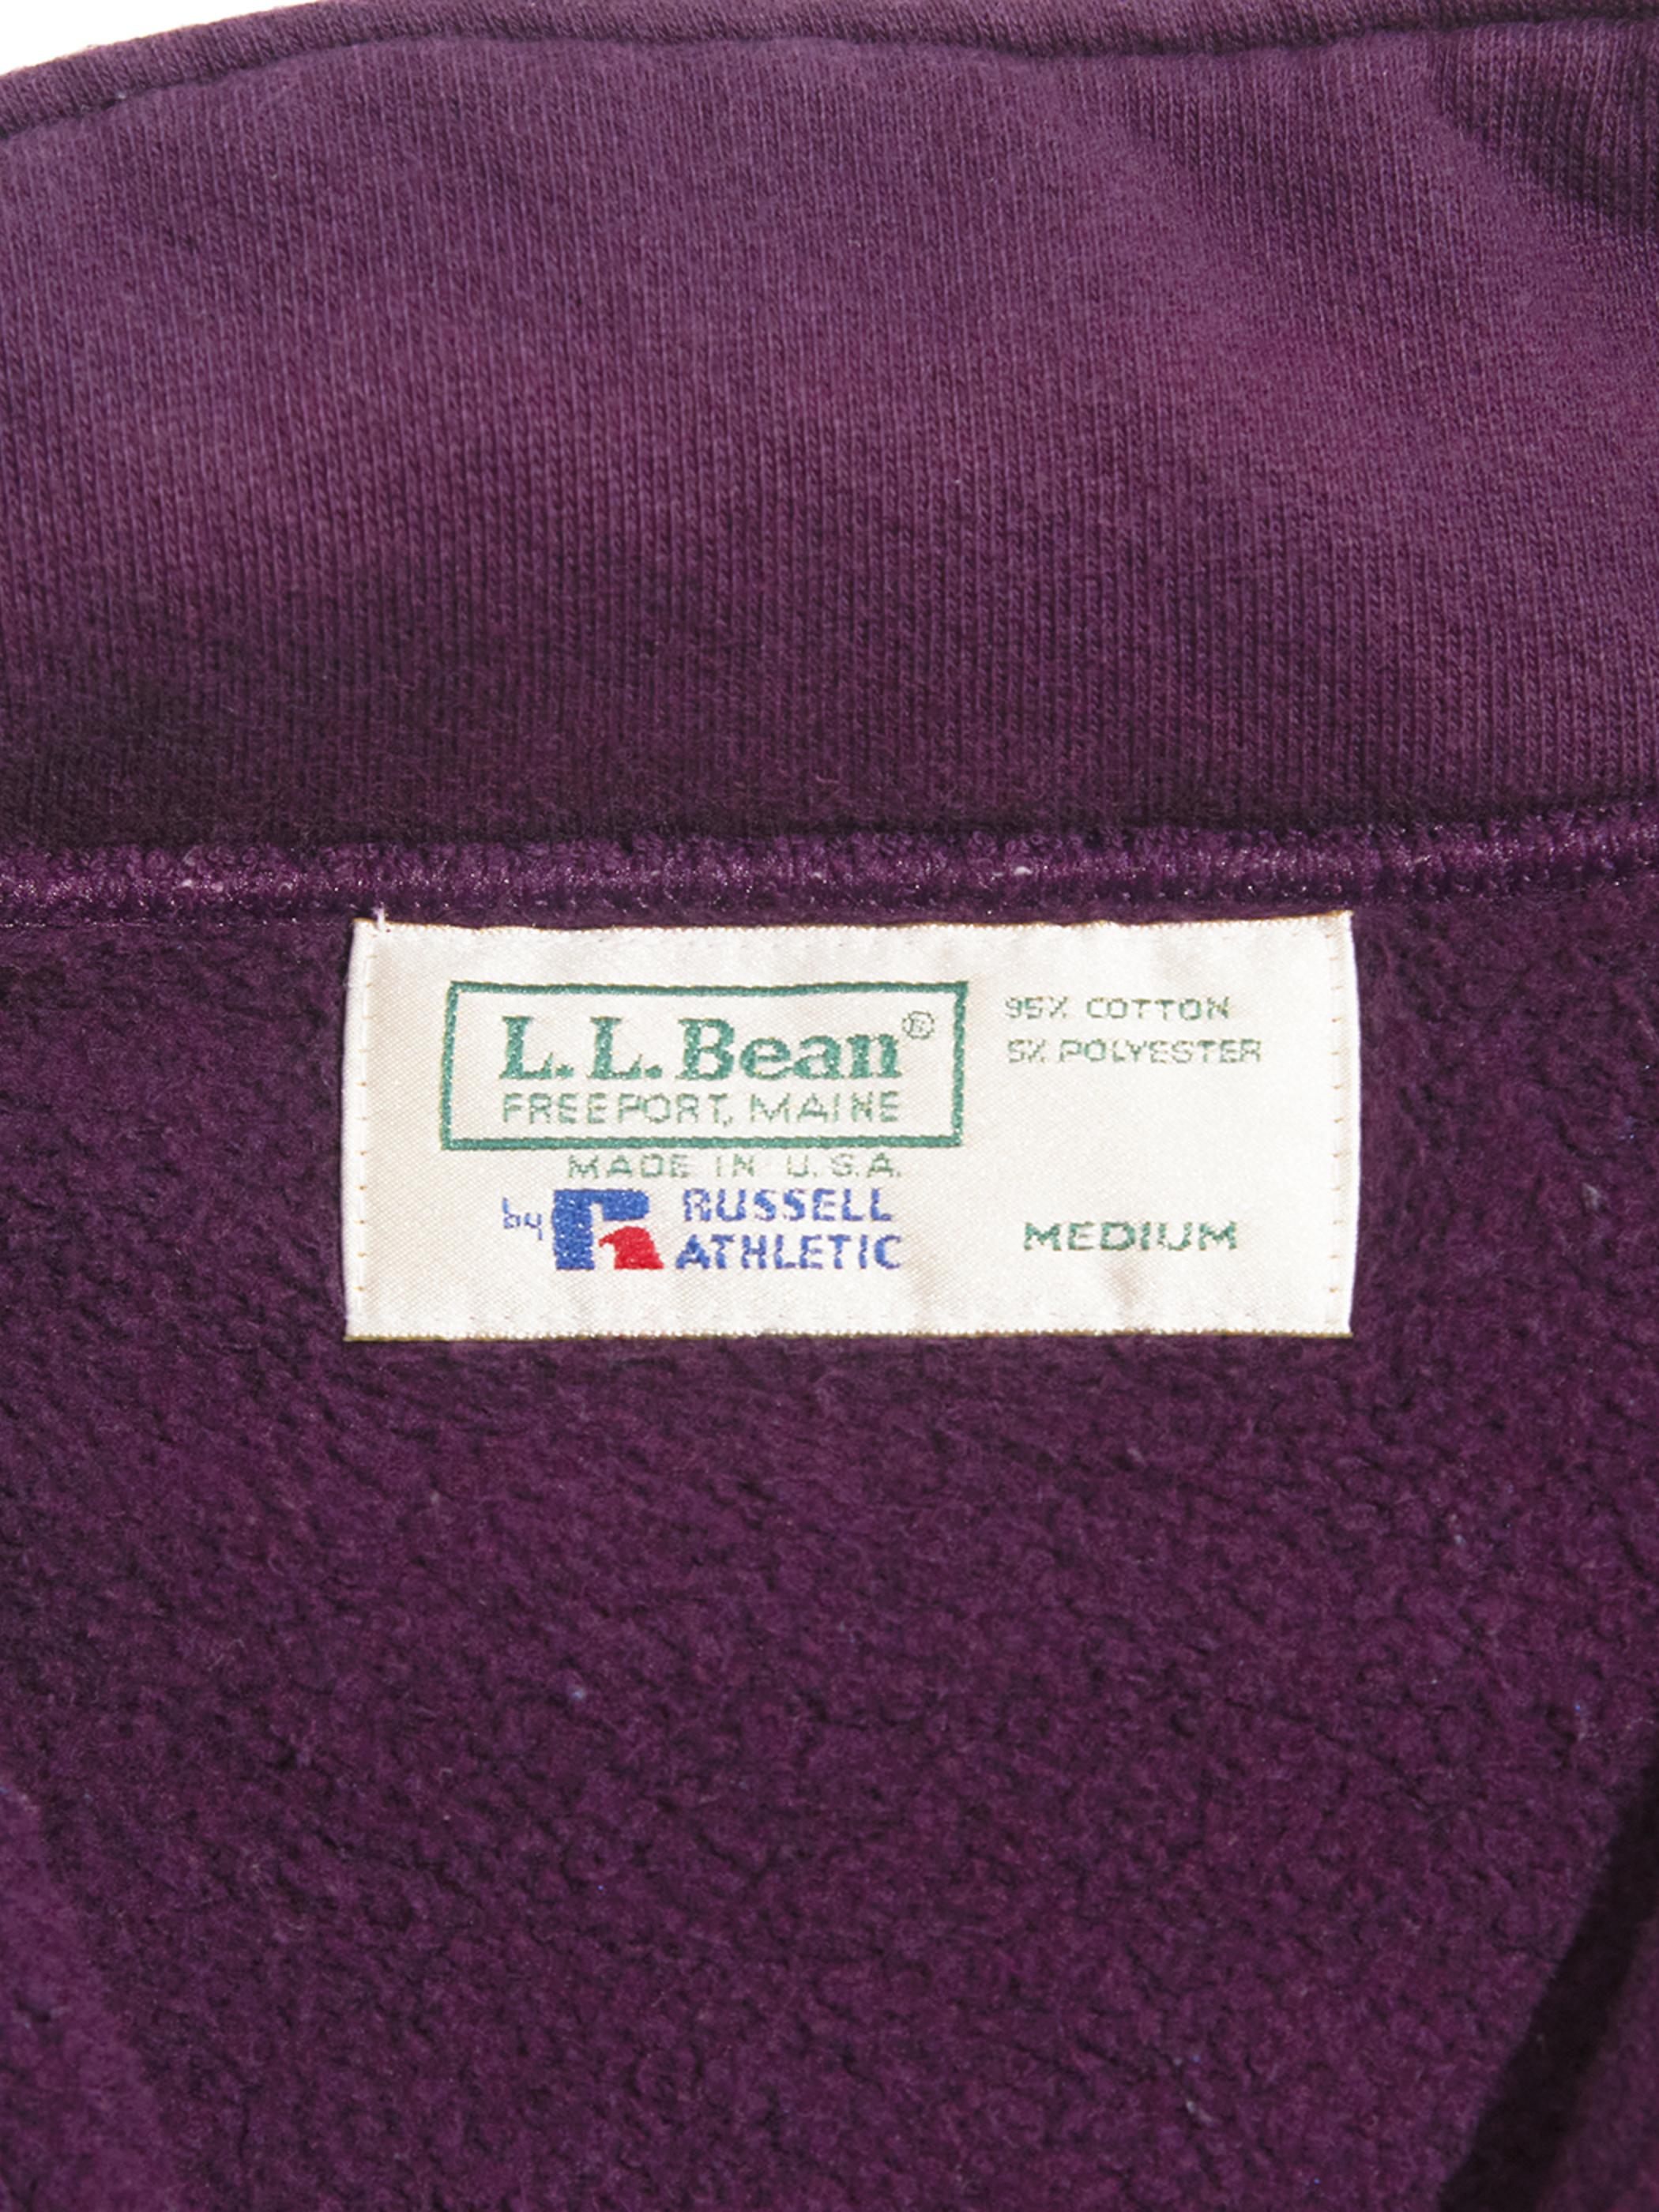 L.L.Bean®
FREEPORT, MAINE
MADE IN U.S.A.
by RUSSELL
ATHLETIC
95% COTTON
5% POLYESTER
MEDIUM